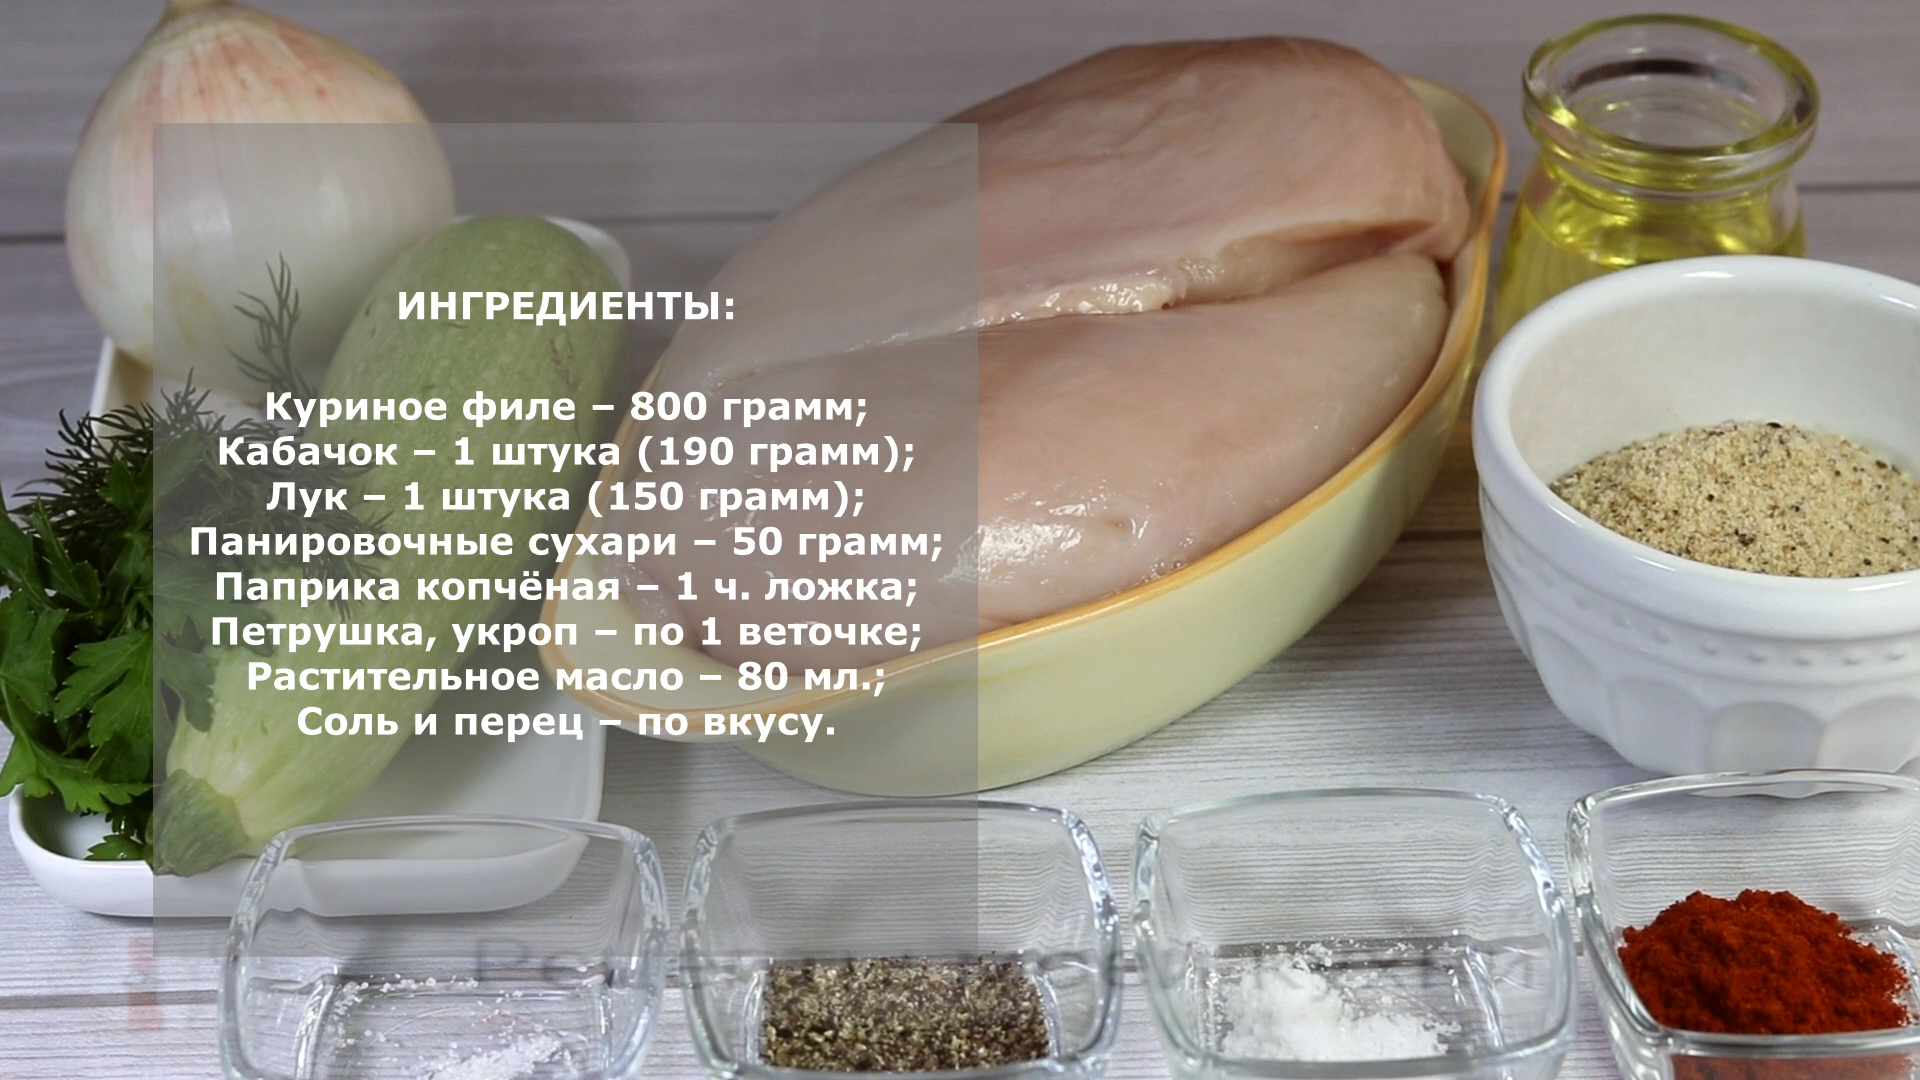 ИНГРЕДИЕНТЫ:
Куриное филе – 800 грамм;
Кабачок – 1 штука (190 грамм);
Лук – 1 штука (150 грамм);
Панировочные сухари – 50 грамм;
Паприка копчёная – 1 ч. ложка;
Петрушка, укроп – по 1 веточке;
Растительное масло – 80 мл.;
Соль и перец – по вкусу.